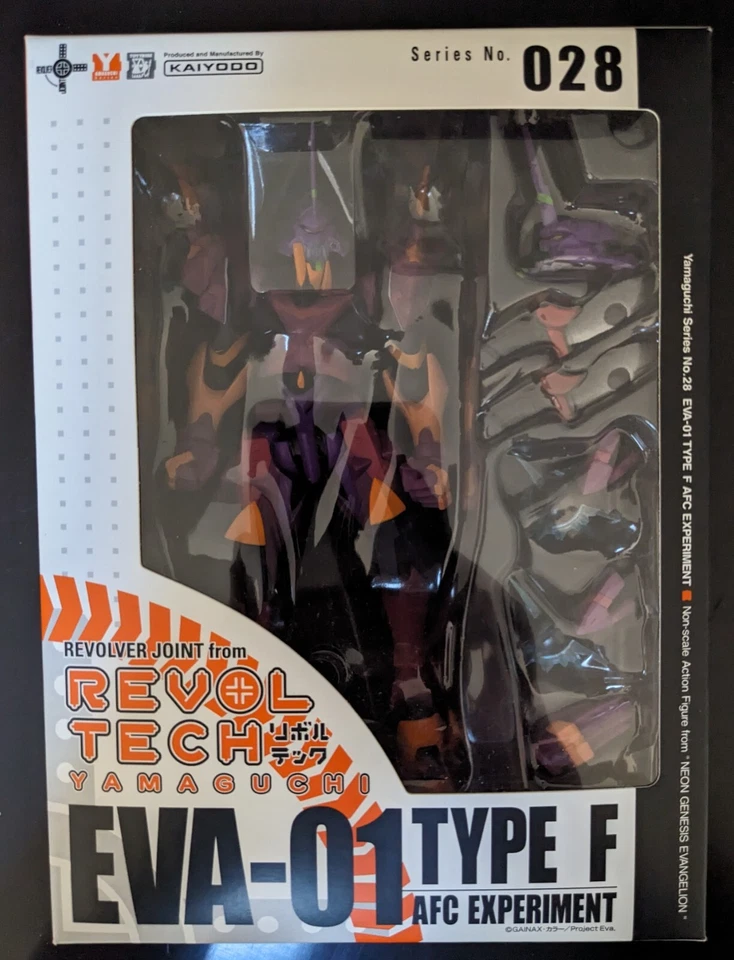 Produced and Manufactured By
KAIYODO
Series No. 028
Yamaguchi Series No.28 EVA-01 TYPE F AFC EXPERIMENT Non-scale Action Figure from "NEON GENESIS EVANGELION"
REVOLVER JOINT from
REVOL
TECH リボルテック
YAMAGUCHI
EVA-01 TYPE F
AFC EXPERIMENT
©GAINAX・カラー/Project Eva.